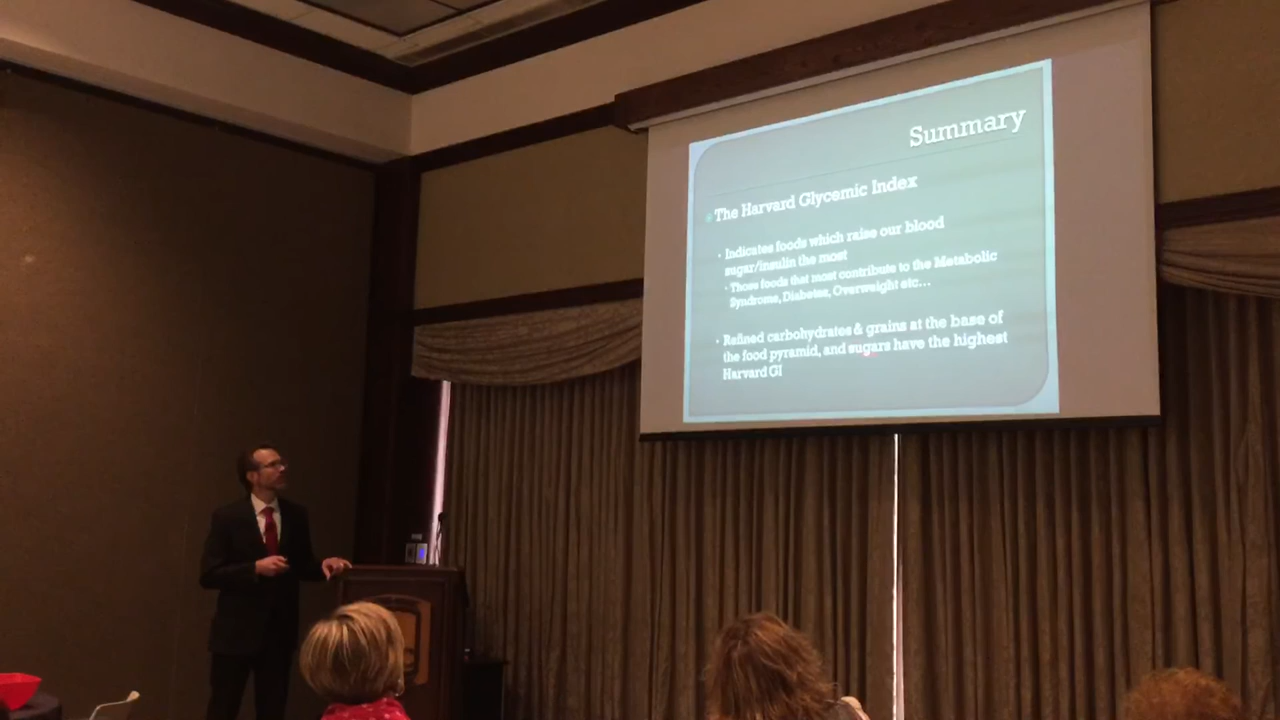 Summary
The Harvard Glycemic Index
• Indicates foods which raise our blood
sugar/insulin the most
• Those foods that most contribute to the Metabolic
Syndrome, Diabetes, Overweight etc...
• Refined carbohydrates & grains at the base of
the food pyramid, and sugars have the highest
Harvard GI